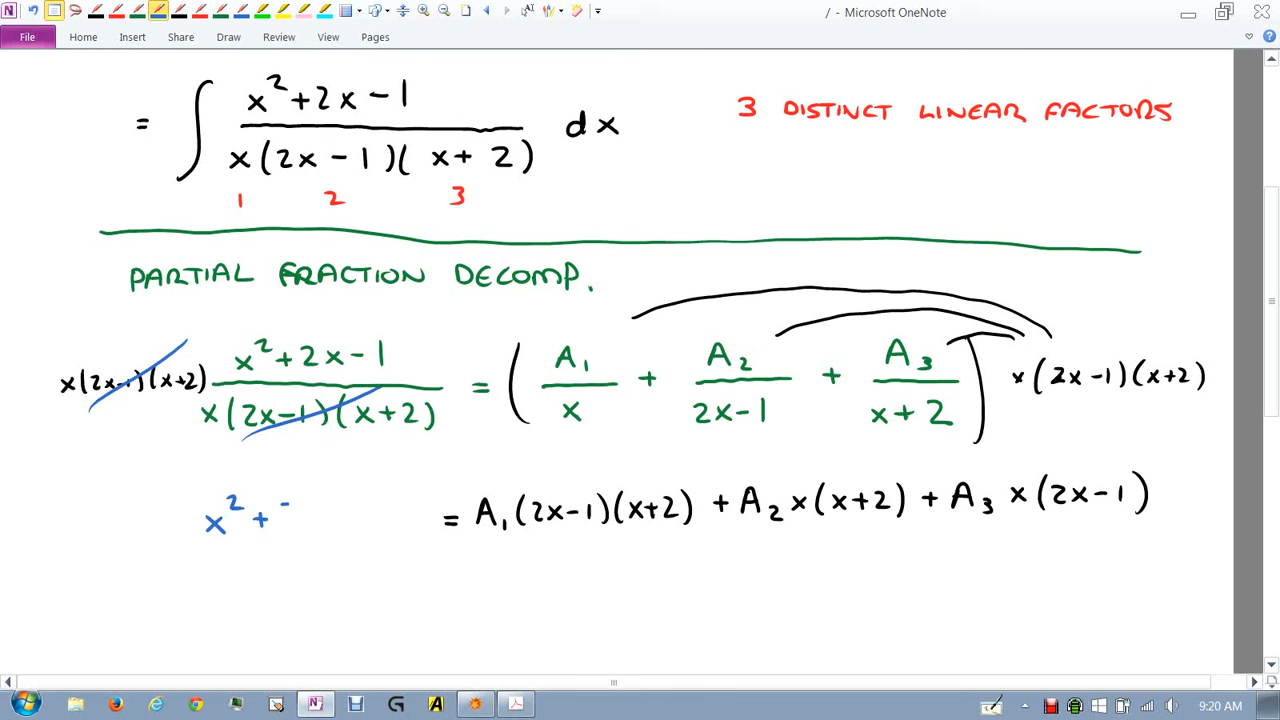 / - Microsoft OneNote
File Home Insert Share Draw Review View Pages
= ∫ (x² + 2x − 1) / (x(2x − 1)(x + 2)) dx
3 DISTINCT LINEAR FACTORS
1 2 3
PARTIAL FRACTION DECOMP.
x(2x−1)(x+2) (x² + 2x − 1) / (x(2x−1)(x+2)) = (A₁/x + A₂/(2x−1) + A₃/(x+2)) x(2x−1)(x+2)
x² + = A₁(2x−1)(x+2) + A₂x(x+2) + A₃x(2x−1)
9:20 AM